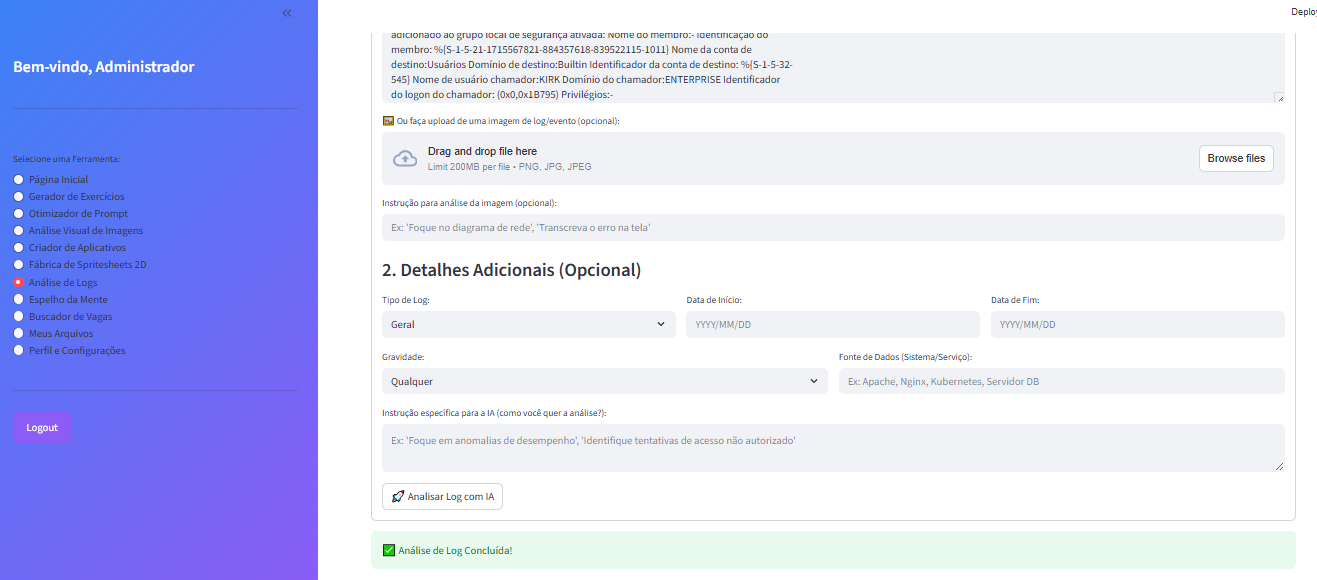 Deploy
Bem-vindo, Administrador
Selecione uma Ferramenta:
Página Inicial
Gerador de Exercícios
Otimizador de Prompt
Análise Visual de Imagens
Criador de Aplicativos
Fábrica de Spritesheets 2D
Análise de Logs
Espelho da Mente
Buscador de Vagas
Meus Arquivos
Perfil e Configurações
Logout
adicionado ao grupo local de segurança ativada: Nome do membro:- Identificação do
membro: %{S-1-5-21-1715567821-884357618-839522115-1011} Nome da conta de
destino:Usuários Domínio de destino:Builtin Identificador da conta de destino: %{S-1-5-32-
545} Nome de usuário chamador:KIRK Domínio do chamador:ENTERPRISE Identificador
do logon do chamador: (0x0,0x1B795) Privilégios:-
Ou faça upload de uma imagem de log/evento (opcional):
Drag and drop file here
Limit 200MB per file • PNG, JPG, JPEG
Browse files
Instrução para análise da imagem (opcional):
Ex: 'Foque no diagrama de rede', 'Transcreva o erro na tela'
2. Detalhes Adicionais (Opcional)
Tipo de Log:
Geral
Data de Início:
YYYY/MM/DD
Data de Fim:
YYYY/MM/DD
Gravidade:
Qualquer
Fonte de Dados (Sistema/Serviço):
Ex: Apache, Nginx, Kubernetes, Servidor DB
Instrução específica para a IA (como você quer a análise?):
Ex: 'Foque em anomalias de desempenho', 'Identifique tentativas de acesso não autorizado'
Analisar Log com IA
Análise de Log Concluída!